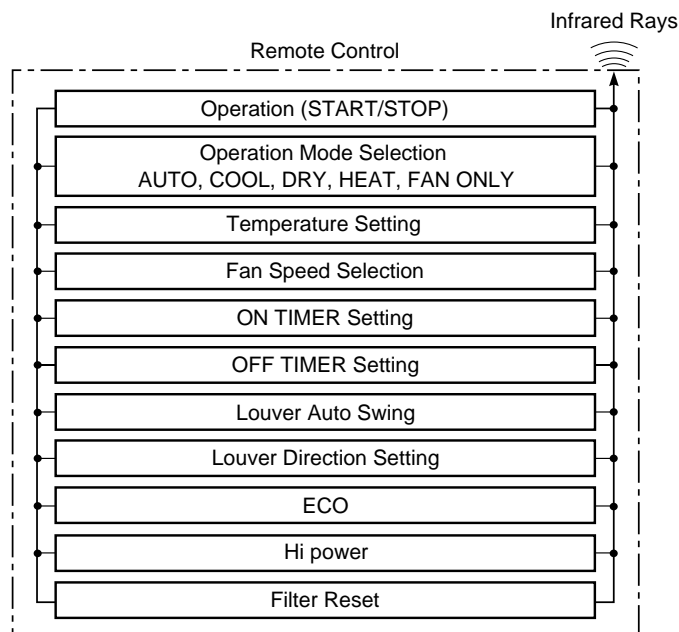 Infrared Rays
Remote Control
Operation (START/STOP)
Operation Mode Selection
AUTO, COOL, DRY, HEAT, FAN ONLY
Temperature Setting
Fan Speed Selection
ON TIMER Setting
OFF TIMER Setting
Louver Auto Swing
Louver Direction Setting
ECO
Hi power
Filter Reset